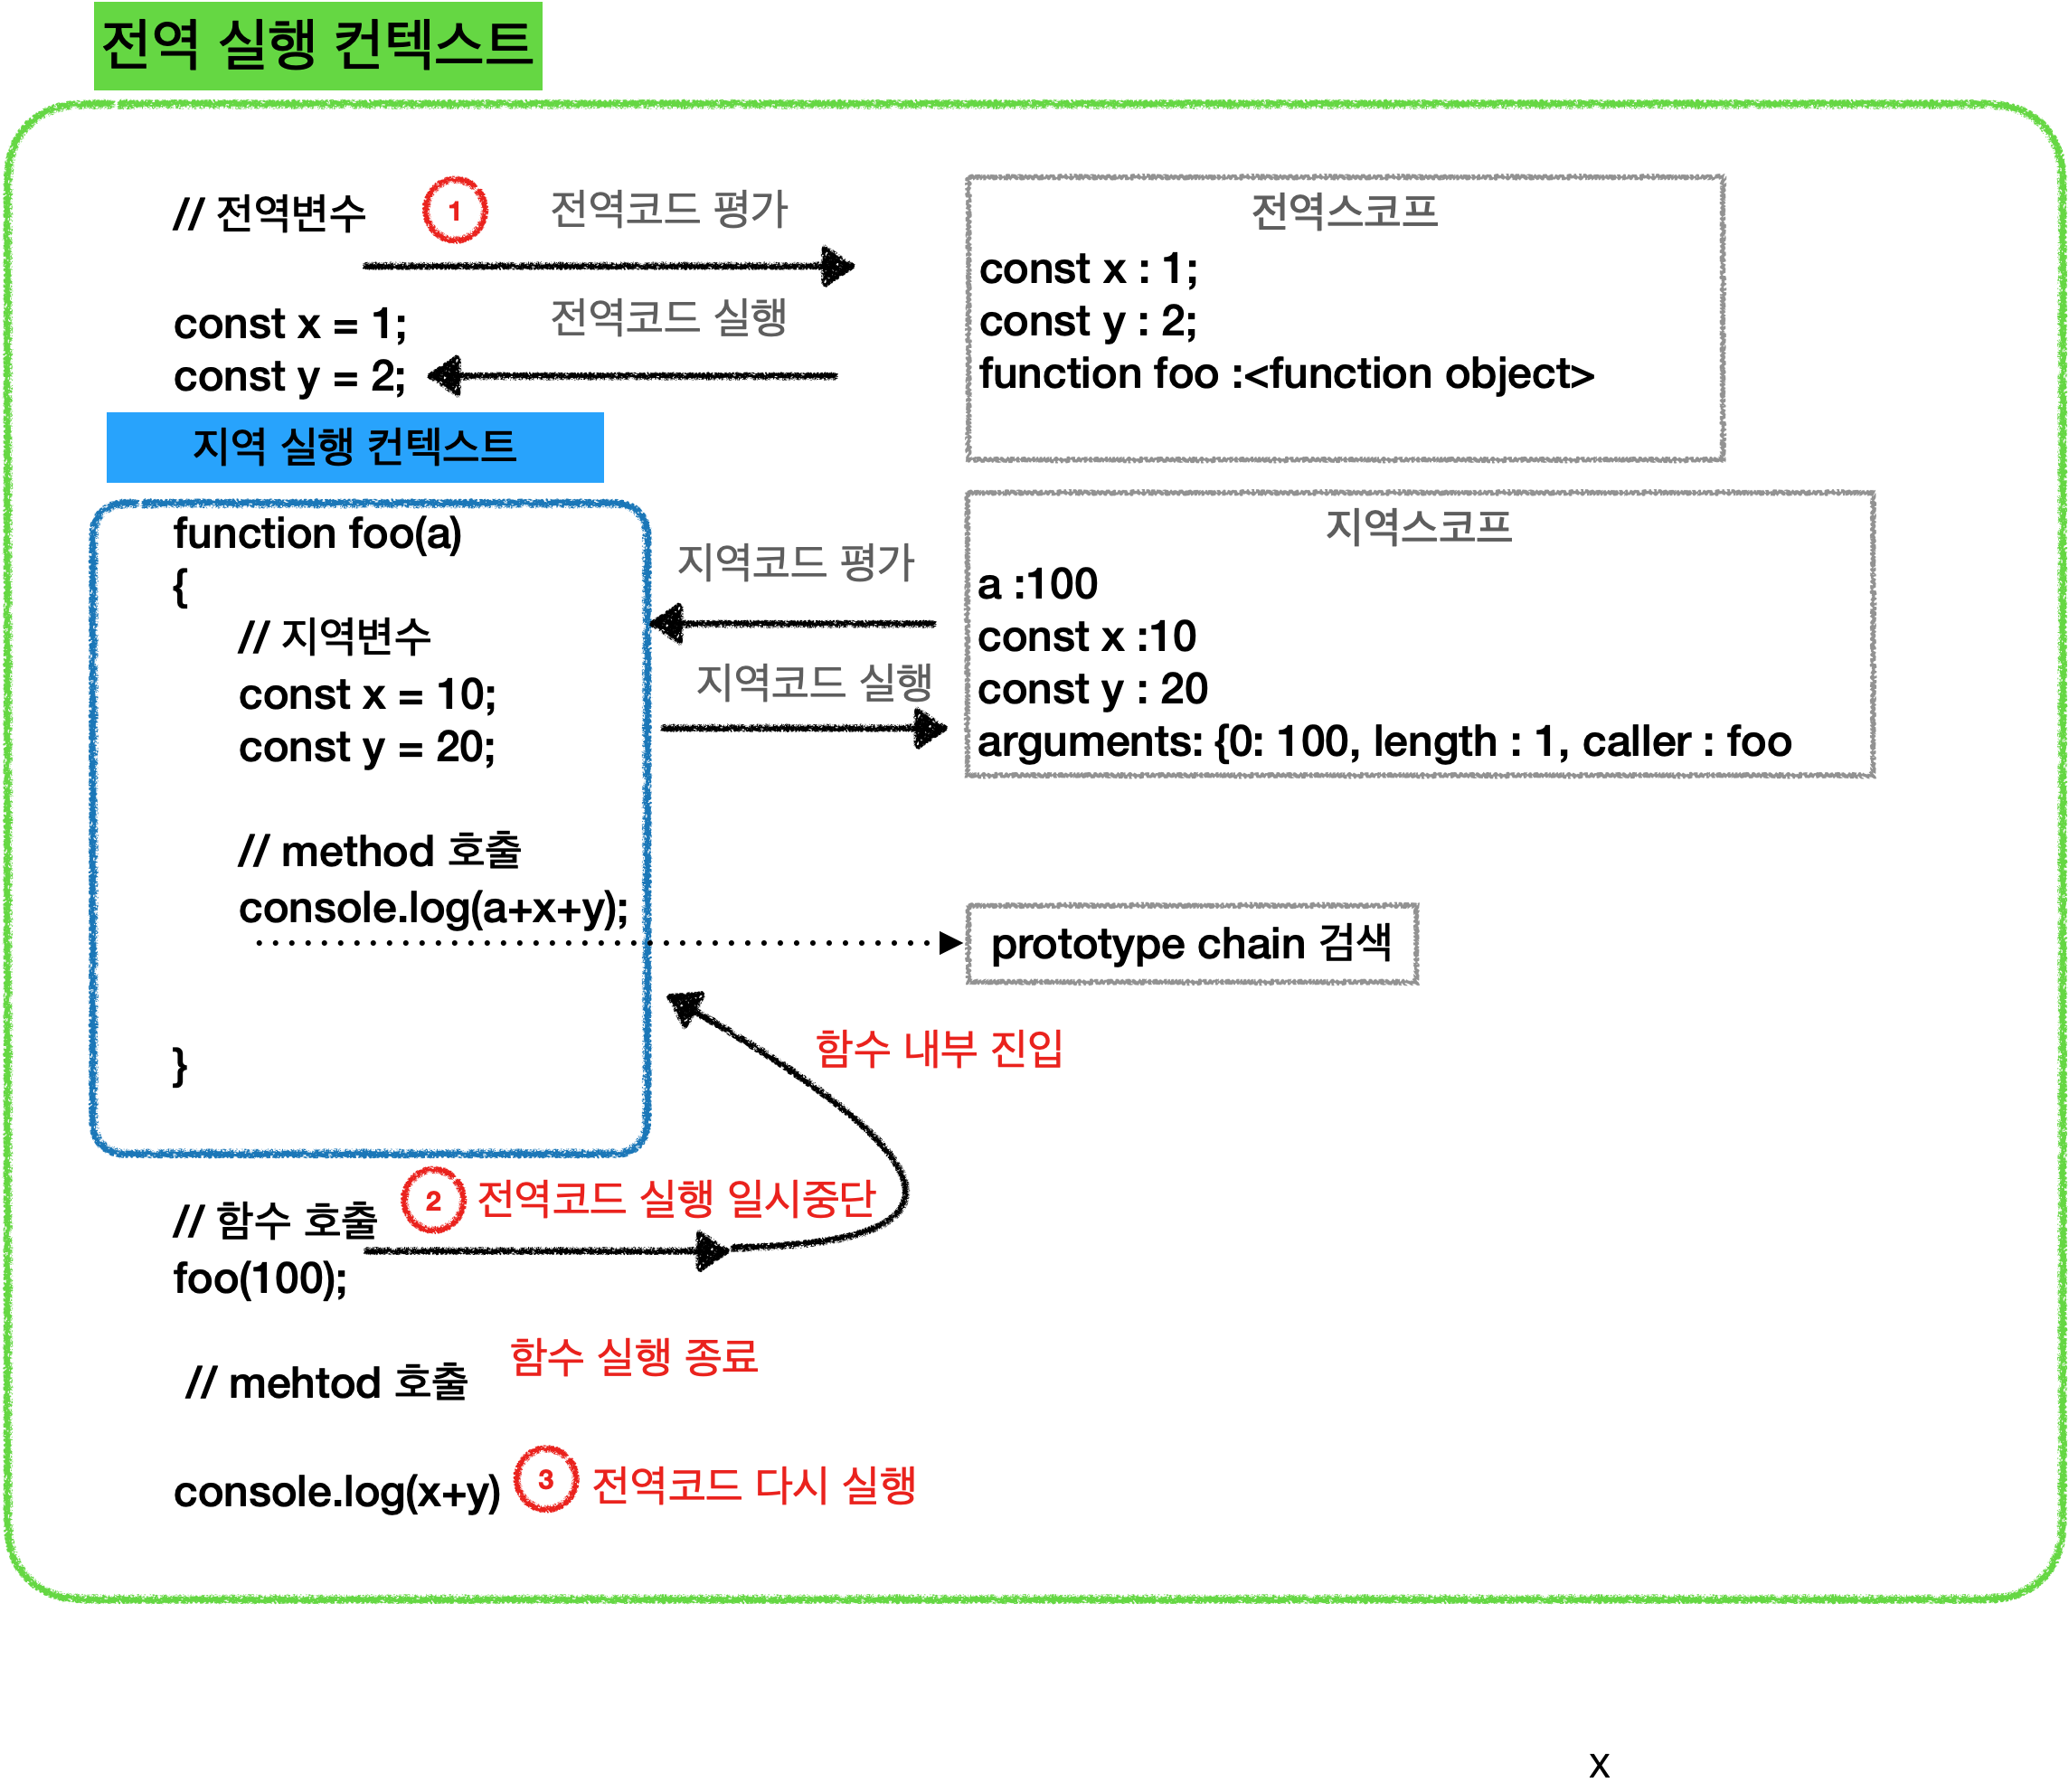 전역 실행 컨텍스트
// 전역변수
1
전역코드 평가
const x = 1;
const y = 2;
전역코드 실행
전역스코프
const x : 1;
const y : 2;
function foo :<function object>
지역 실행 컨텍스트
function foo(a)
{
// 지역변수
const x = 10;
const y = 20;
// method 호출
console.log(a+x+y);
}
지역코드 평가
지역코드 실행
지역스코프
a :100
const x :10
const y : 20
arguments: {0: 100, length : 1, caller : foo
prototype chain 검색
함수 내부 진입
// 함수 호출
2 전역코드 실행 일시중단
foo(100);
함수 실행 종료
// mehtod 호출
console.log(x+y)
3 전역코드 다시 실행
x